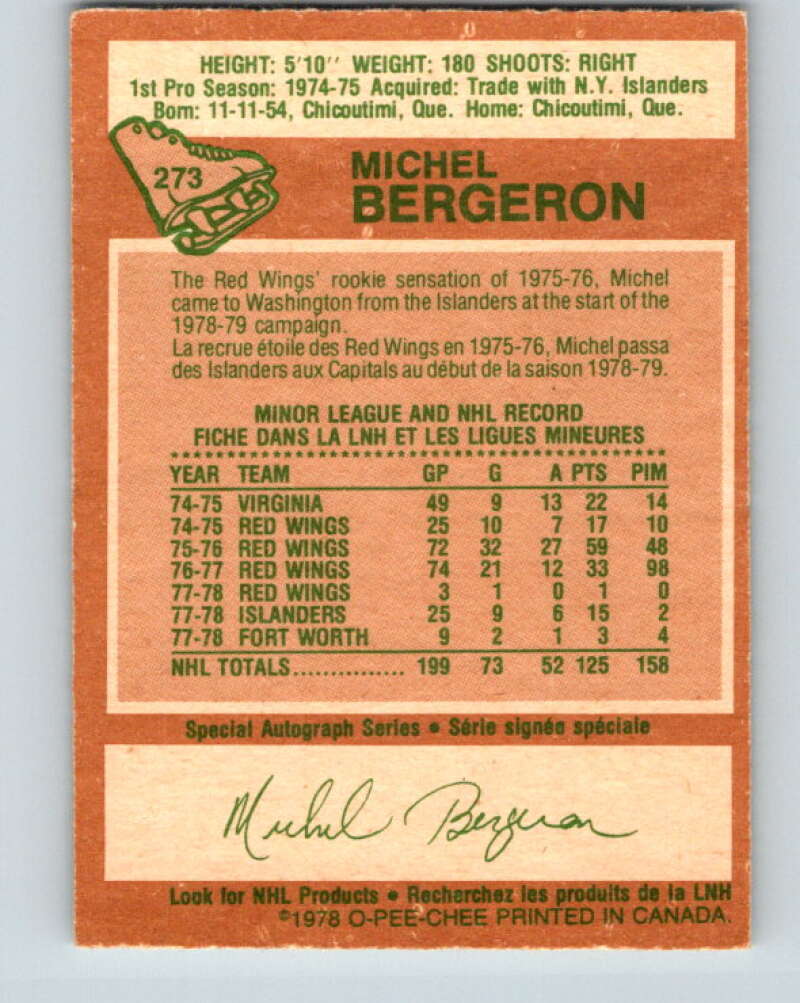 HEIGHT: 5'10'' WEIGHT: 180 SHOOTS: RIGHT
1st Pro Season: 1974-75 Acquired: Trade with N.Y. Islanders
Born: 11-11-54, Chicoutimi, Que. Home: Chicoutimi, Que.
273
MICHEL
BERGERON
The Red Wings' rookie sensation of 1975-76, Michel
came to Washington from the Islanders at the start of the
1978-79 campaign.
La recrue étoile des Red Wings en 1975-76, Michel passa
des Islanders aux Capitals au début de la saison 1978-79.
MINOR LEAGUE AND NHL RECORD
FICHE DANS LA LNH ET LES LIGUES MINEURES
YEAR TEAM GP G A PTS PIM
74-75 VIRGINIA 49 9 13 22 14
74-75 RED WINGS 25 10 7 17 10
75-76 RED WINGS 72 32 27 59 48
76-77 RED WINGS 74 21 12 33 98
77-78 RED WINGS 3 1 0 1 0
77-78 ISLANDERS 25 9 6 15 2
77-78 FORT WORTH 9 2 1 3 4
NHL TOTALS............... 199 73 52 125 158
Special Autograph Series • Série signée spéciale
Michel Bergeron
Look for NHL Products • Recherchez les produits de la LNH
©1978 O-PEE-CHEE PRINTED IN CANADA.